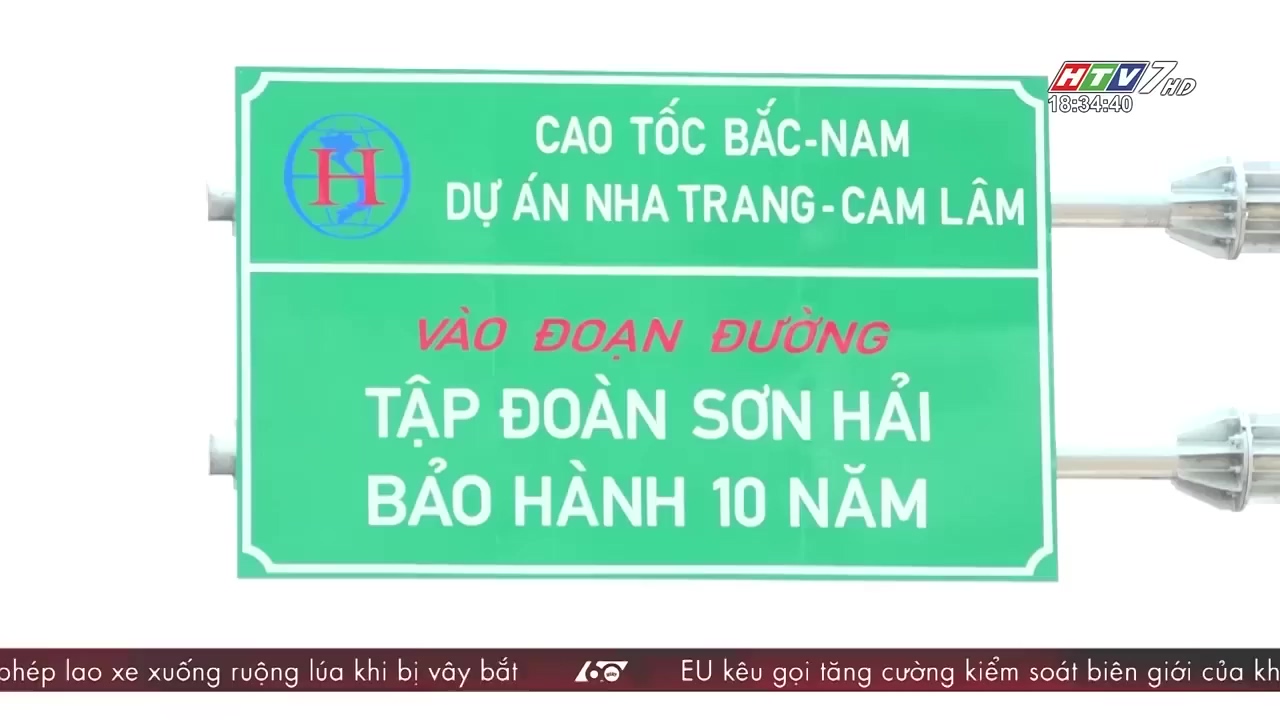 HTV7 HD
18:34:40
H
CAO TỐC BẮC-NAM
DỰ ÁN NHA TRANG-CAM LÂM
VÀO ĐOẠN ĐƯỜNG
TẬP ĐOÀN SƠN HẢI
BẢO HÀNH 10 NĂM
phép lao xe xuống ruộng lúa khi bị vây bắt 60 giây EU kêu gọi tăng cường kiểm soát biên giới của kh